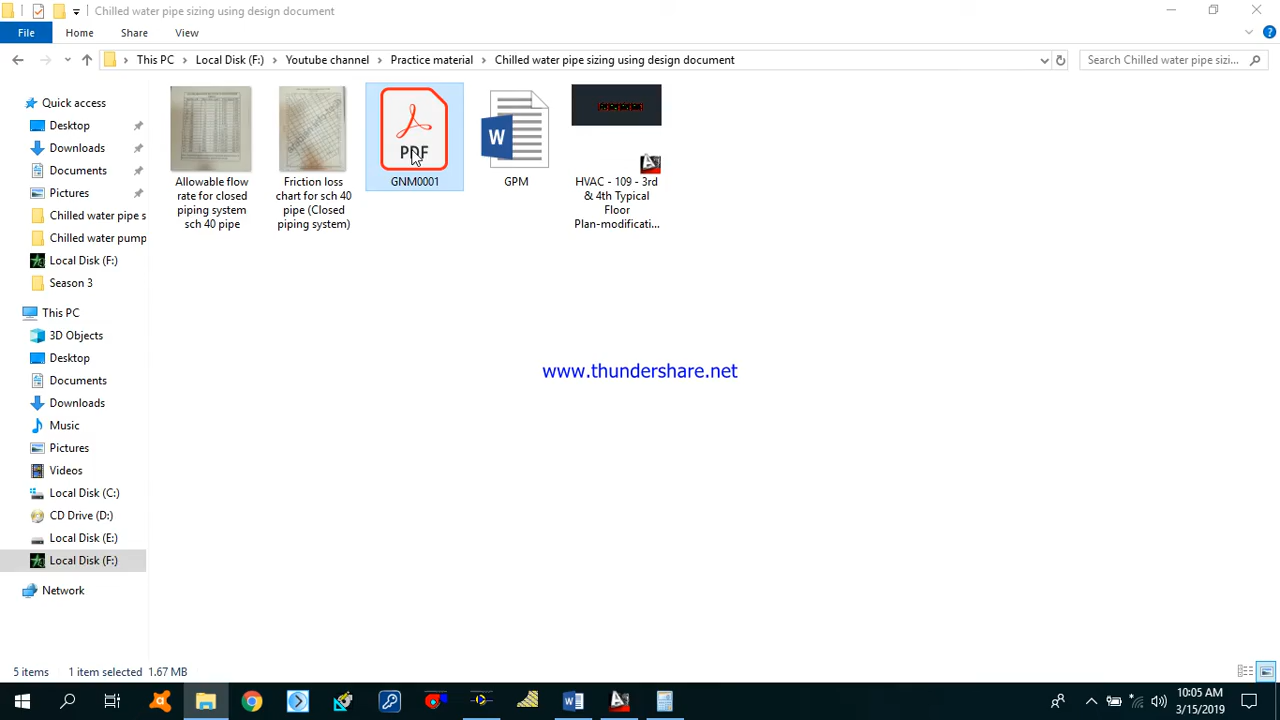 Chilled water pipe sizing using design document
File
Home
Share
View
This PC
Local Disk (F:)
Youtube channel
Practice material
Chilled water pipe sizing using design document
Search Chilled water pipe sizi...
Quick access
Desktop
Downloads
Documents
Pictures
Chilled water pipe s
Chilled water pump
Local Disk (F:)
Season 3
This PC
3D Objects
Desktop
Documents
Downloads
Music
Pictures
Videos
Local Disk (C:)
CD Drive (D:)
Local Disk (E:)
Local Disk (F:)
Network
Allowable flow
rate for closed
piping system
sch 40 pipe
Friction loss
chart for sch 40
pipe (Closed
piping system)
PDF
GNM0001
W
GPM
HVAC - 109 - 3rd
& 4th Typical
Floor
Plan-modificati...
www.thundershare.net
5 items
1 item selected 1.67 MB
10:05 AM
3/15/2019